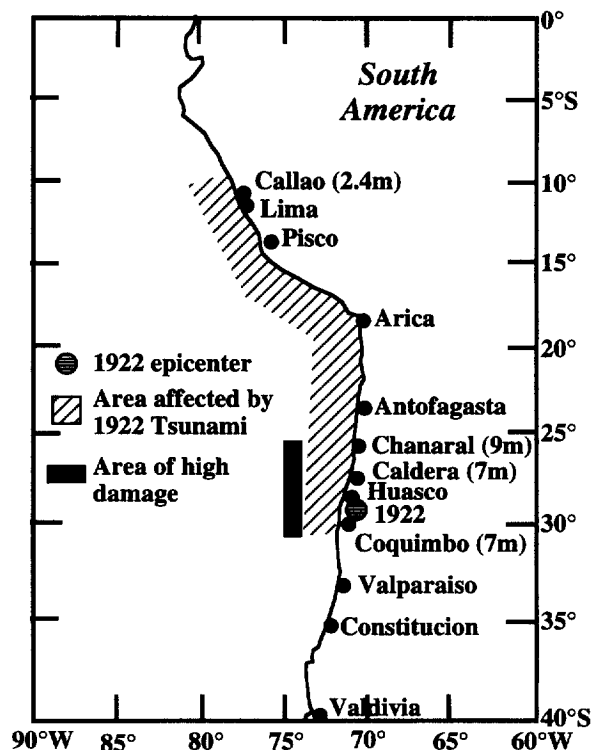 0°
South
America
5°S
10°
Callao (2.4m)
Lima
Pisco
15°
Arica
20°
1922 epicenter
Area affected by
1922 Tsunami
Antofagasta
25°
Chanaral (9m)
Area of high
damage
Caldera (7m)
Huasco
1922
30°
Coquimbo (7m)
Valparaiso
Constitucion
35°
Valdivia
40°S
90°W 85° 80° 75° 70° 65° 60°W